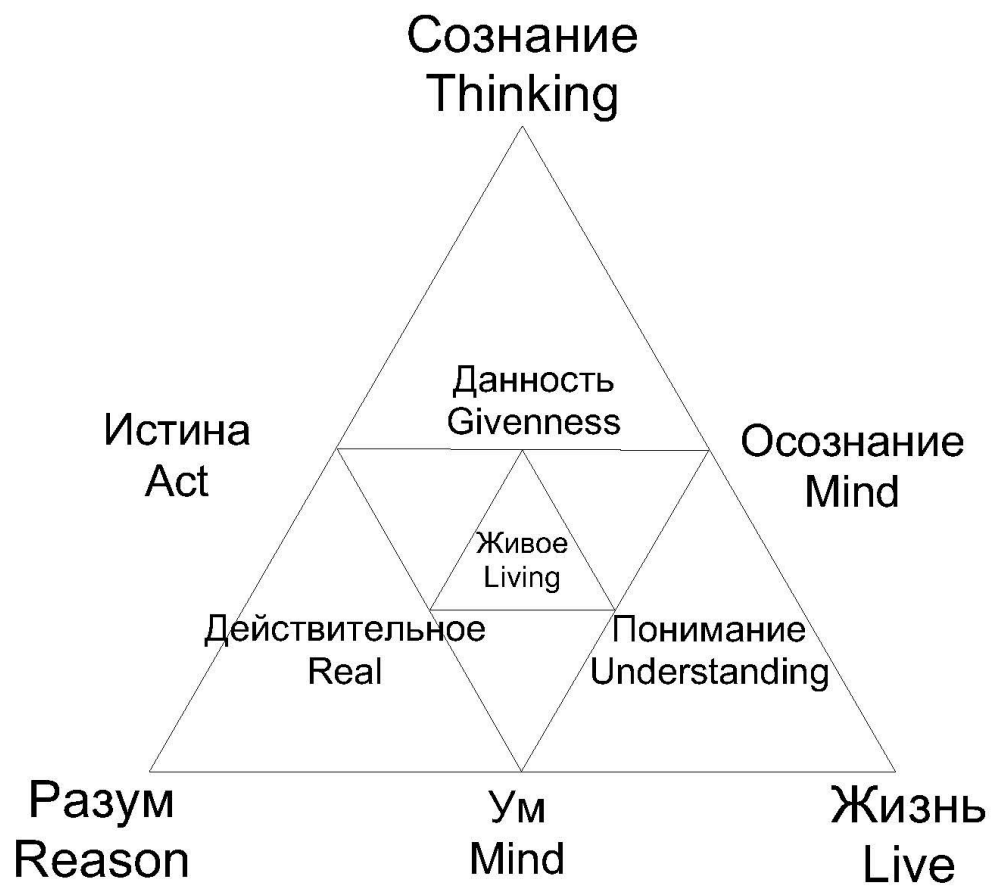 Сознание
Thinking
Данность
Givenness
Истина
Act
Осознание
Mind
Живое
Living
Действительное
Real
Понимание
Understanding
Разум
Reason
Ум
Mind
Жизнь
Live